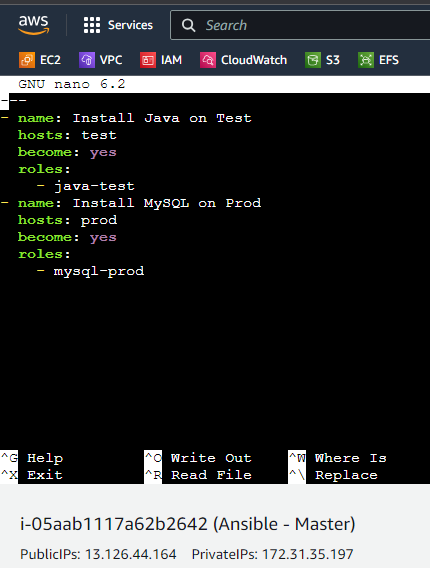 aws
Services
Search
EC2 VPC IAM CloudWatch S3 EFS
GNU nano 6.2
---
- name: Install Java on Test
  hosts: test
  become: yes
  roles:
    - java-test
- name: Install MySQL on Prod
  hosts: prod
  become: yes
  roles:
    - mysql-prod
^G Help ^O Write Out ^W Where Is
^X Exit ^R Read File ^\ Replace
i-05aab1117a62b2642 (Ansible - Master)
PublicIPs: 13.126.44.164 PrivateIPs: 172.31.35.197